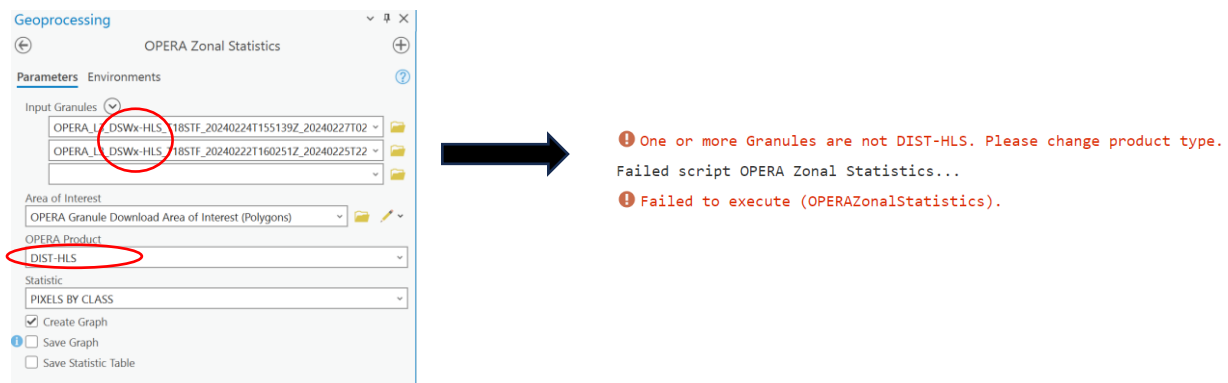 Geoprocessing
OPERA Zonal Statistics
Parameters Environments
Input Granules
OPERA_L3_DSWx-HLS_T18STF_20240224T155139Z_20240227T02
OPERA_L3_DSWx-HLS_T18STF_20240222T160251Z_20240225T22
Area of Interest
OPERA Granule Download Area of Interest (Polygons)
OPERA Product
DIST-HLS
Statistic
PIXELS BY CLASS
Create Graph
Save Graph
Save Statistic Table
One or more Granules are not DIST-HLS. Please change product type.
Failed script OPERA Zonal Statistics...
Failed to execute (OPERAZonalStatistics).